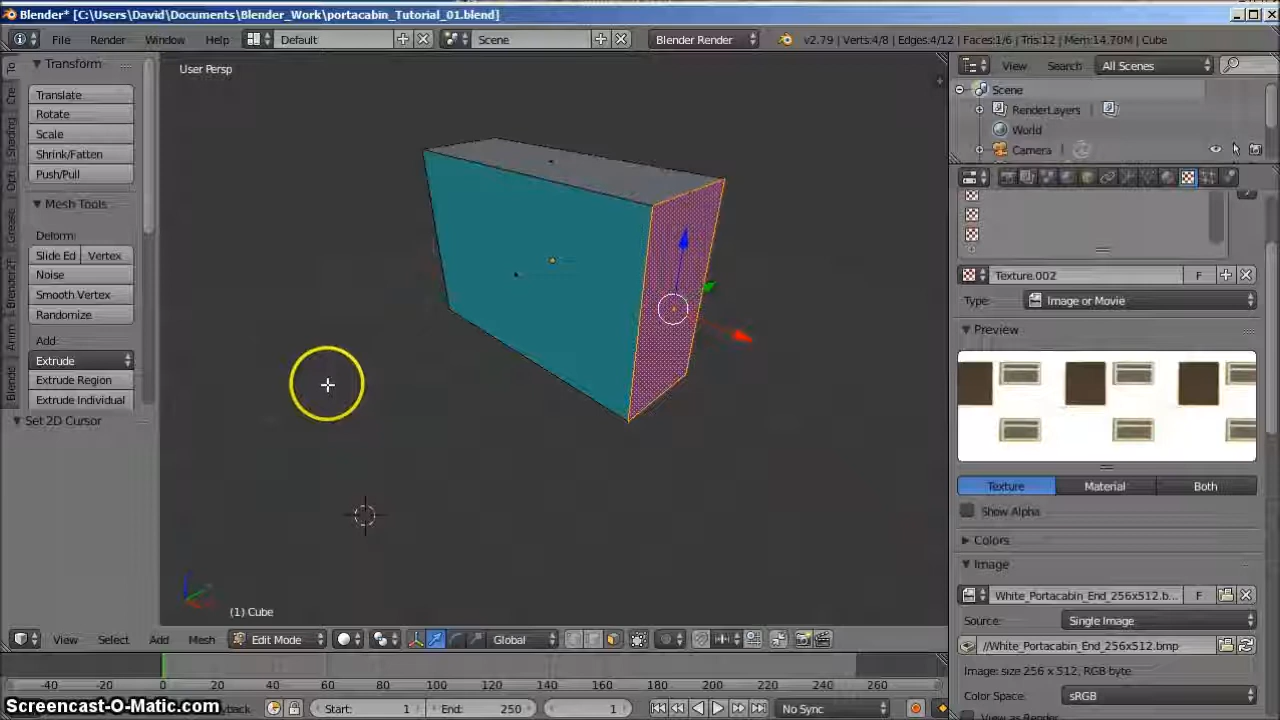 Blender* [C:\Users\David\Documents\Blender_Work\portacabin_Tutorial_01.blend]
File Render Window Help Default Scene Blender Render v2.79 | Verts:4/8 | Edges:4/12 | Faces:1/6 | Tris:12 | Mem:14.70M | Cube
Transform
Translate
Rotate
Scale
Shrink/Fatten
Push/Pull
Mesh Tools
Deform:
Slide Ed Vertex
Noise
Smooth Vertex
Randomize
Add:
Extrude
Extrude Region
Extrude Individual
Set 2D Cursor
User Persp
(1) Cube
View Search All Scenes
Scene
RenderLayers
World
Camera
Texture.002 F
Type: Image or Movie
Preview
Texture Material Both
Show Alpha
Colors
Image
White_Portacabin_End_256x512.b... F
Source: Single Image
//White_Portacabin_End_256x512.bmp
Image: size 256 x 512, RGB byte
Color Space: sRGB
View Select Add Mesh Edit Mode Global
-40 -20 0 20 40 60 80 100 120 140 160 180 200 220 240 260
Start: 1 End: 250 1 No Sync
Screencast-O-Matic.com